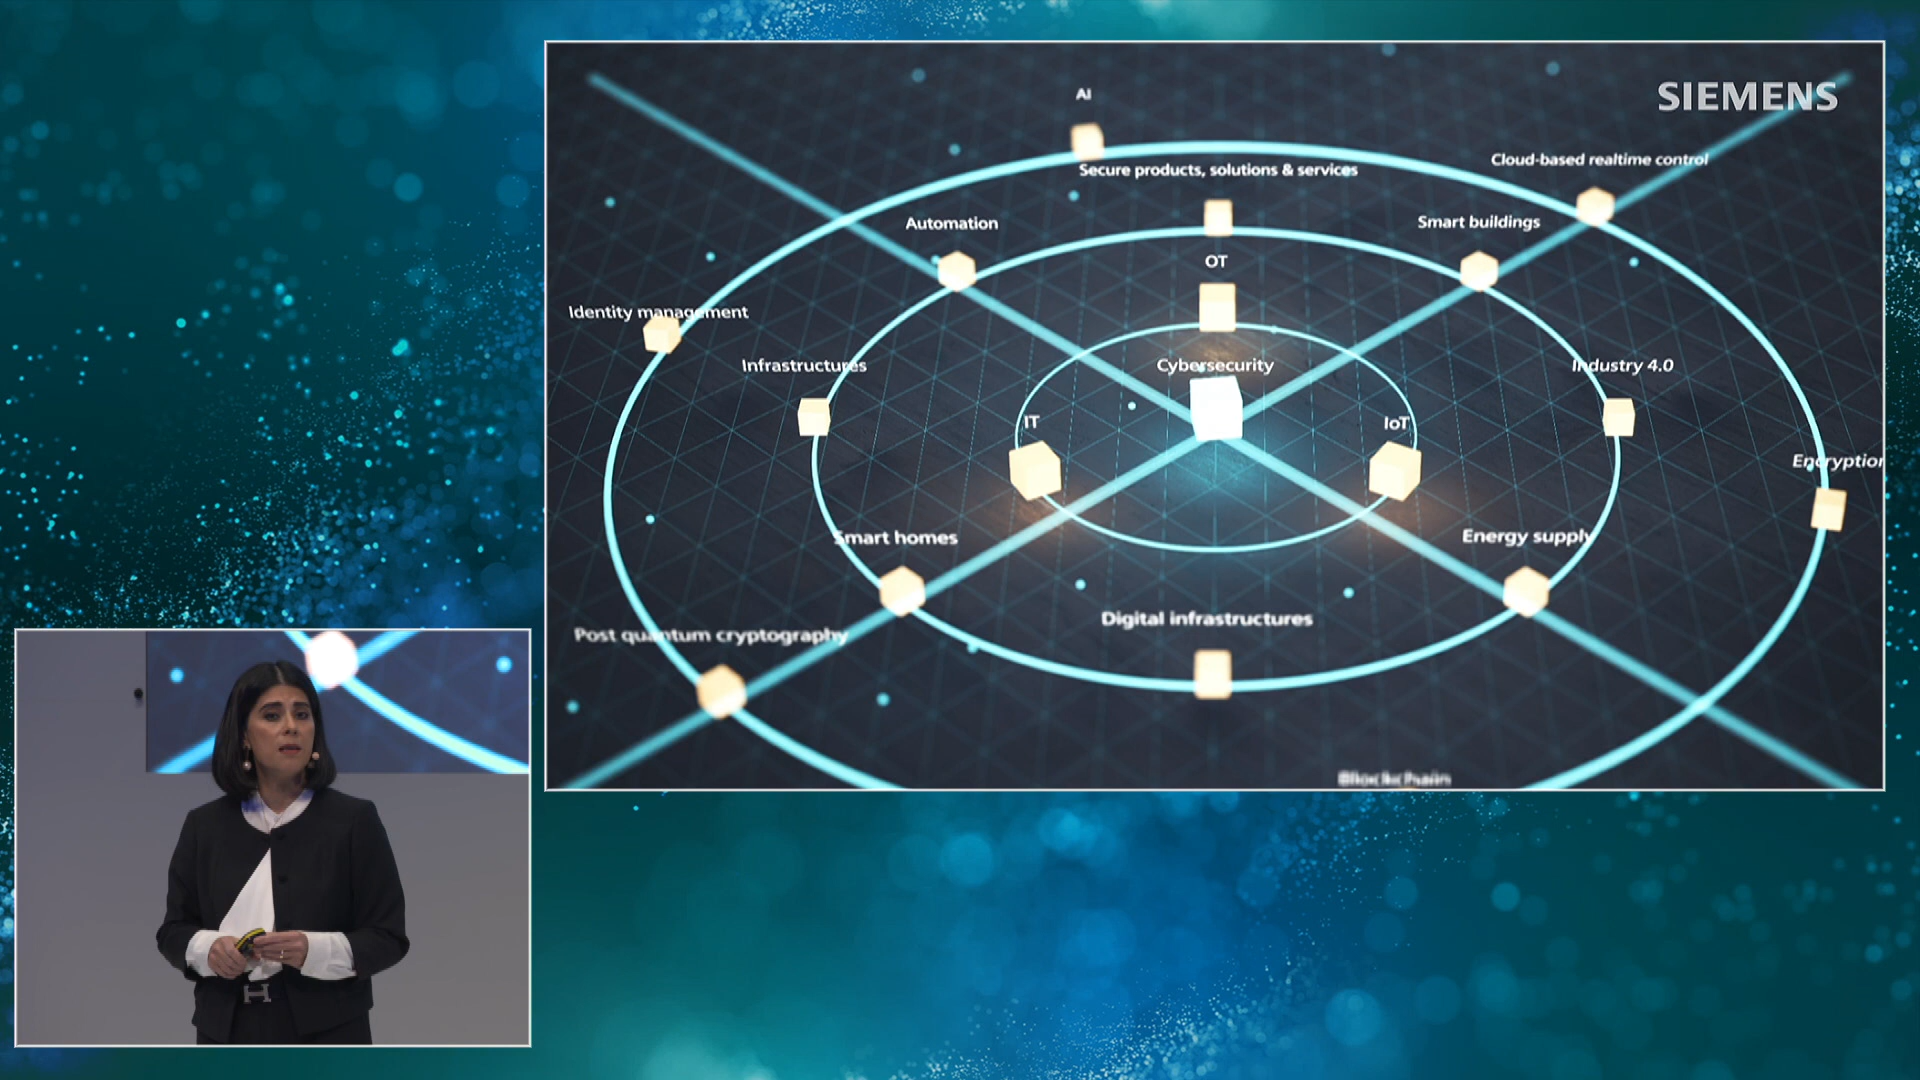 AI
SIEMENS
Cloud-based realtime control
Secure products, solutions & services
Automation
Smart buildings
OT
Identity management
Infrastructures
Cybersecurity
Industry 4.0
IT
IoT
Encryption
Smart homes
Energy supply
Digital infrastructures
Post quantum cryptography
Blockchain
H